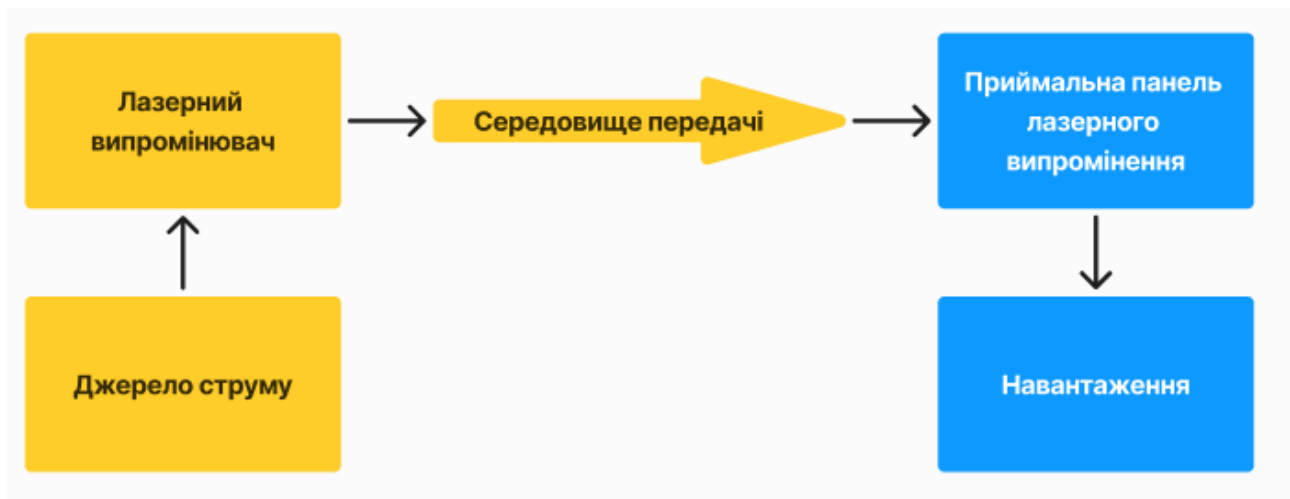 Лазерний
випромінювач
Середовище передачі
Приймальна панель
лазерного
випромінення
Джерело струму
Навантаження